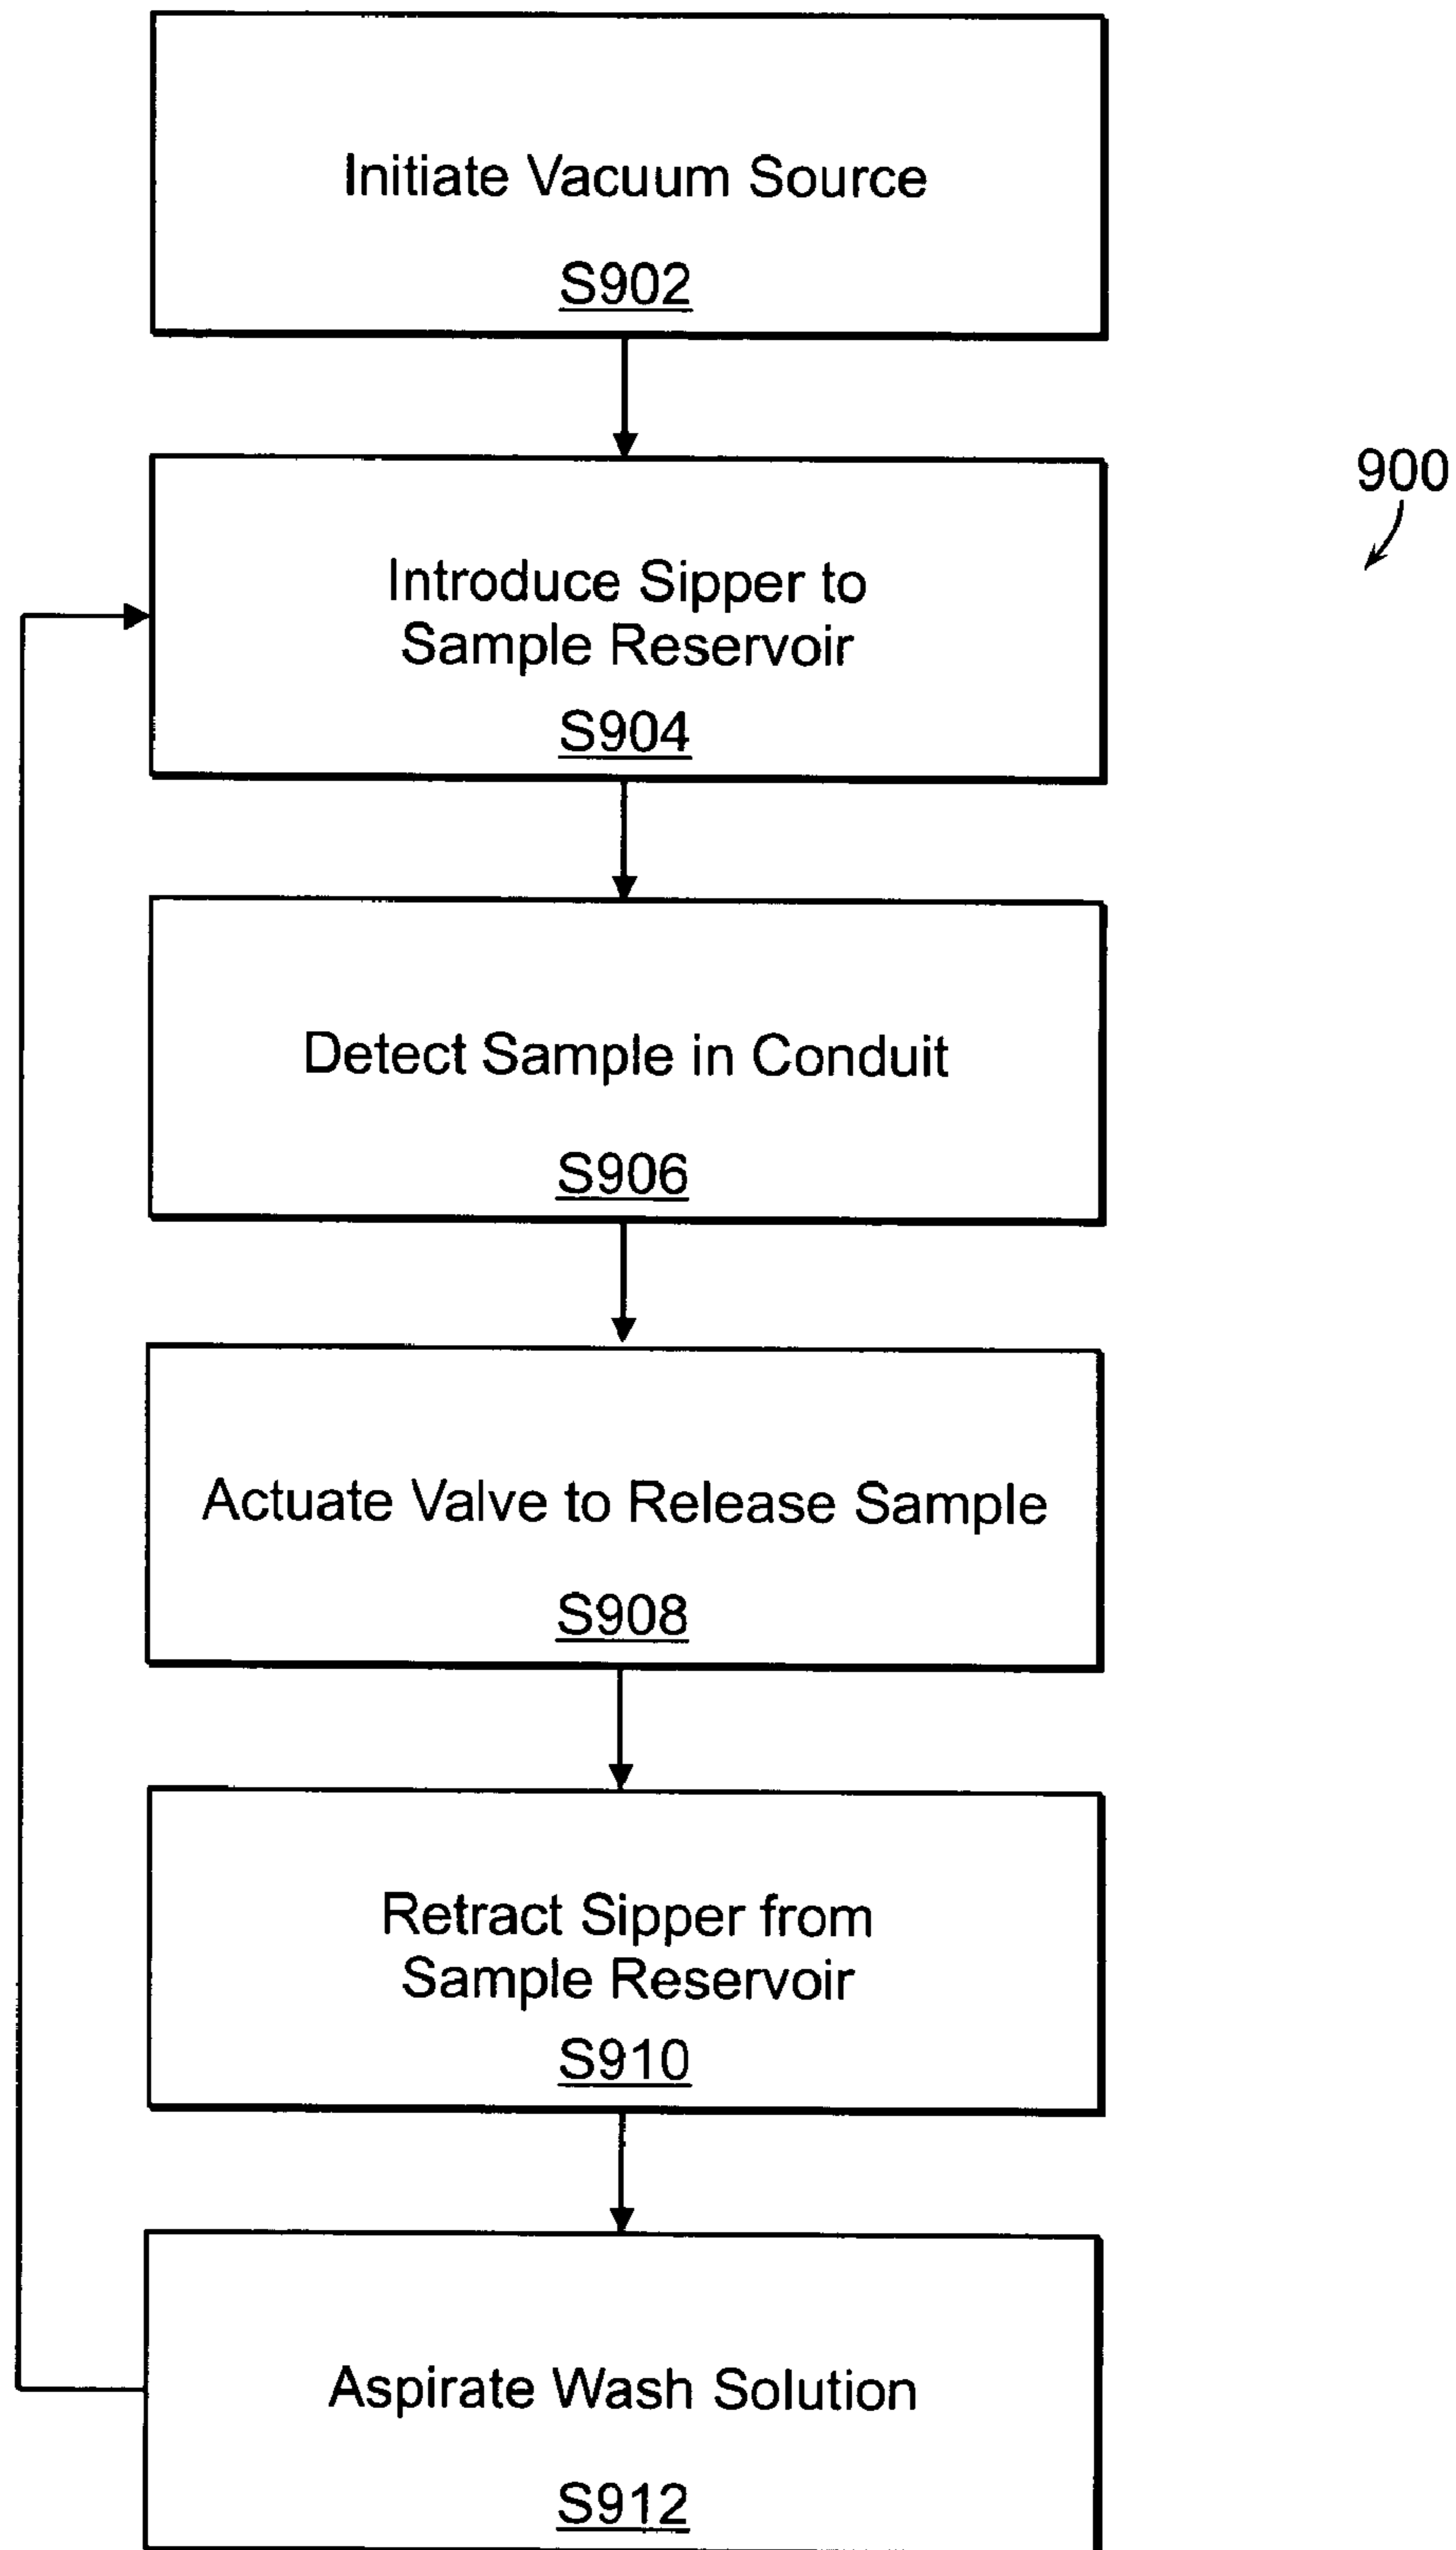 Initiate Vacuum Source
S902
900
Introduce Sipper to
Sample Reservoir
S904
Detect Sample in Conduit
S906
Actuate Valve to Release Sample
S908
Retract Sipper from
Sample Reservoir
S910
Aspirate Wash Solution
S912